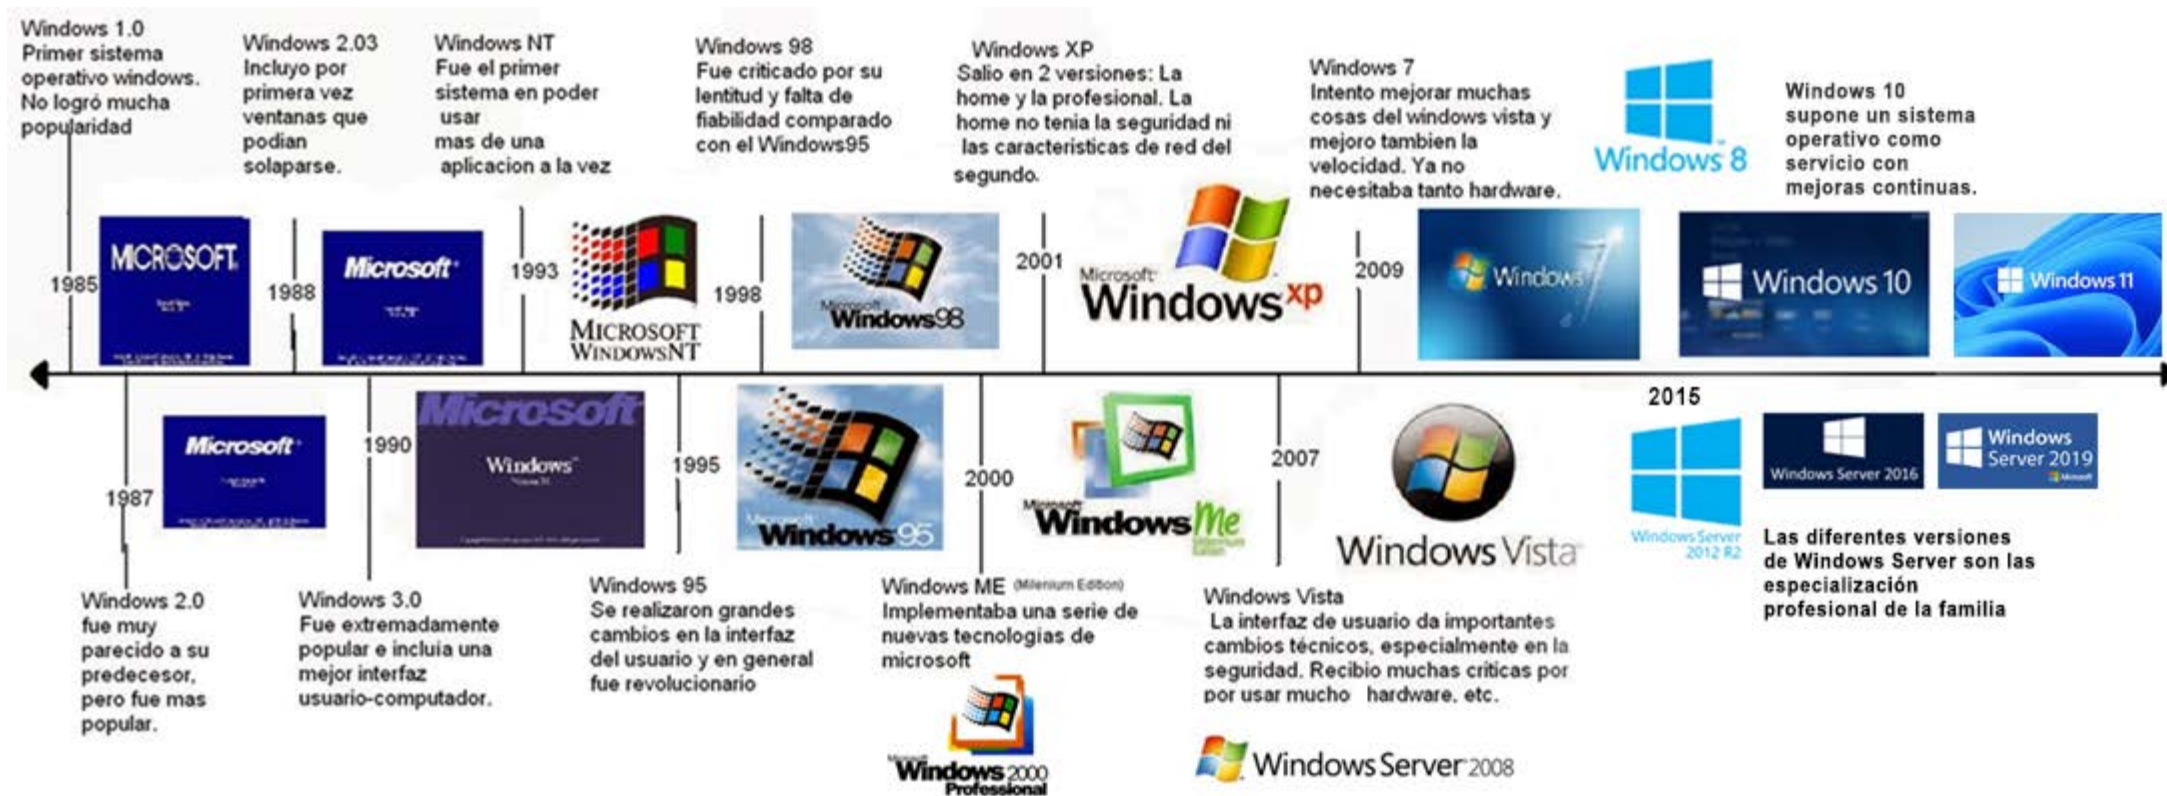 Windows 1.0
Primer sistema
operativo windows.
No logró mucha
popularidad
1985
MICROSOFT
Windows 2.03
Incluyo por
primera vez
ventanas que
podian
solaparse.
1988
Microsoft
Windows NT
Fue el primer
sistema en poder
usar
mas de una
aplicacion a la vez
1993
MICROSOFT
WINDOWSNT
Windows 98
Fue criticado por su
lentitud y falta de
fiabilidad comparado
con el Windows95
1998
Microsoft
Windows98
Windows XP
Salio en 2 versiones: La
home y la profesional. La
home no tenia la seguridad ni
las caracteristicas de red del
segundo.
2001
Microsoft
Windows xp
Windows 7
Intento mejorar muchas
cosas del windows vista y
mejoro tambien la
velocidad. Ya no
necesitaba tanto hardware.
2009
Windows 7
Windows 8
Windows 10
supone un sistema
operativo como
servicio con
mejoras continuas.
Windows 10
Windows 11
1987
Microsoft
Windows 2.0
fue muy
parecido a su
predecesor,
pero fue mas
popular.
1990
Microsoft
Windows
Windows 3.0
Fue extremadamente
popular e incluia una
mejor interfaz
usuario-computador.
1995
Microsoft
Windows 95
Windows 95
Se realizaron grandes
cambios en la interfaz
del usuario y en general
fue revolucionario
2000
Microsoft
Windows Me
Millennium
Edition
Windows ME (Milenium Edition)
Implementaba una serie de
nuevas tecnologias de
microsoft
Microsoft
Windows 2000
Professional
2007
Windows Vista
Windows Vista
La interfaz de usuario da importantes
cambios técnicos, especialmente en la
seguridad. Recibio muchas criticas por
por usar mucho hardware, etc.
Windows Server 2008
2015
Windows Server
2012 R2
Windows Server 2016
Windows
Server 2019
Microsoft
Las diferentes versiones
de Windows Server son las
especialización
profesional de la familia